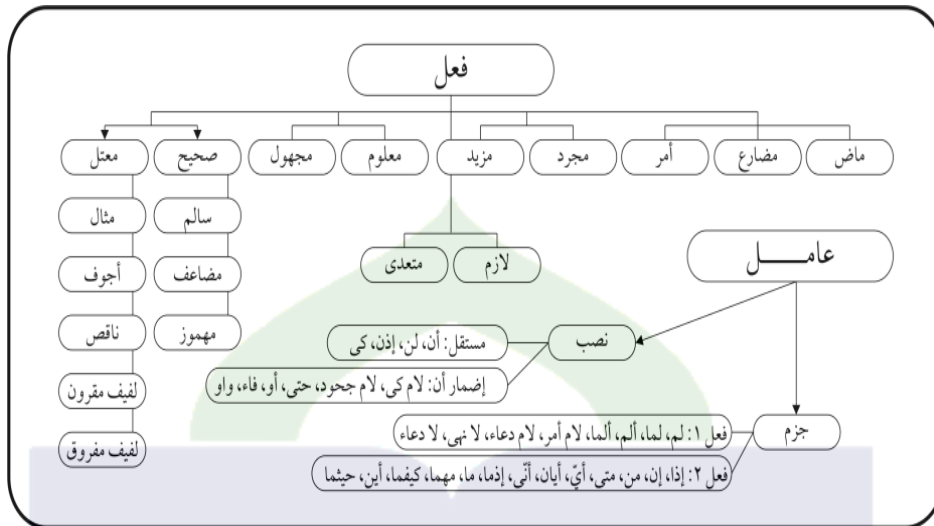 فعل
ماض
مضارع
أمر
مجرد
مزيد
معلوم
مجهول
صحيح
معتل
سالم
مثال
لازم
متعدى
عامـــــل
مضاعف
أجوف
مهموز
ناقص
نصب
مستقل: أن، لن، إذن، كى
إضمار أن: لام كى، لام جحود، حتى، أو، فاء، واو
لفيف مقرون
جزم
فعل ۱: لم، لما، ألم، ألما، لام أمر، لام دعاء، لا نهى، لا دعاء
لفيف مفروق
فعل ۲: إذا، إن، من، متى، أيّ، أيان، أنّى، إذما، ما، مهما، كيفما، أين، حيثما